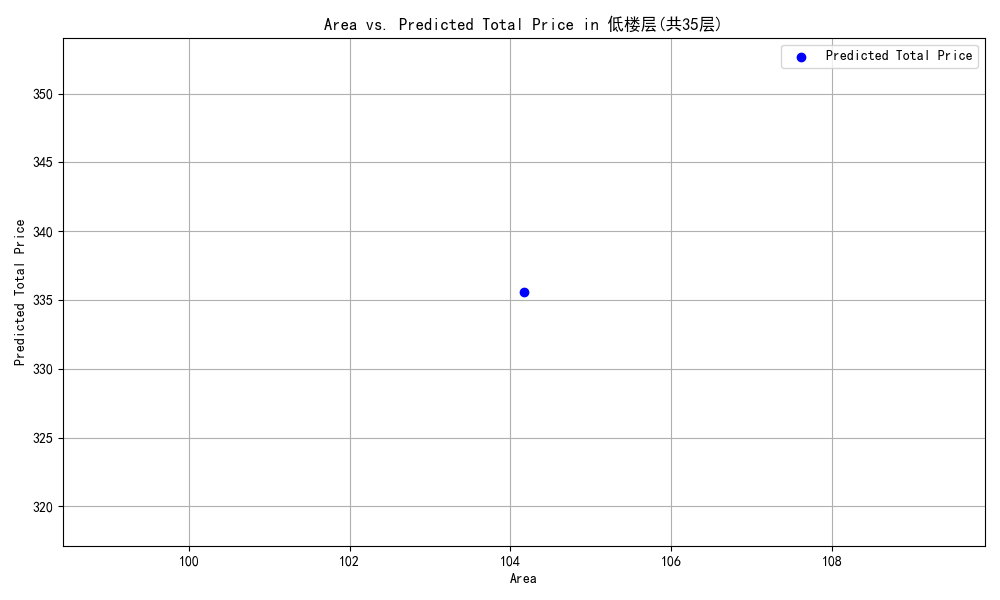 Area vs. Predicted Total Price in 低楼层(共35层)
Predicted Total Price
350
345
340
335
330
325
320
Predicted Total Price
100 102 104 106 108
Area